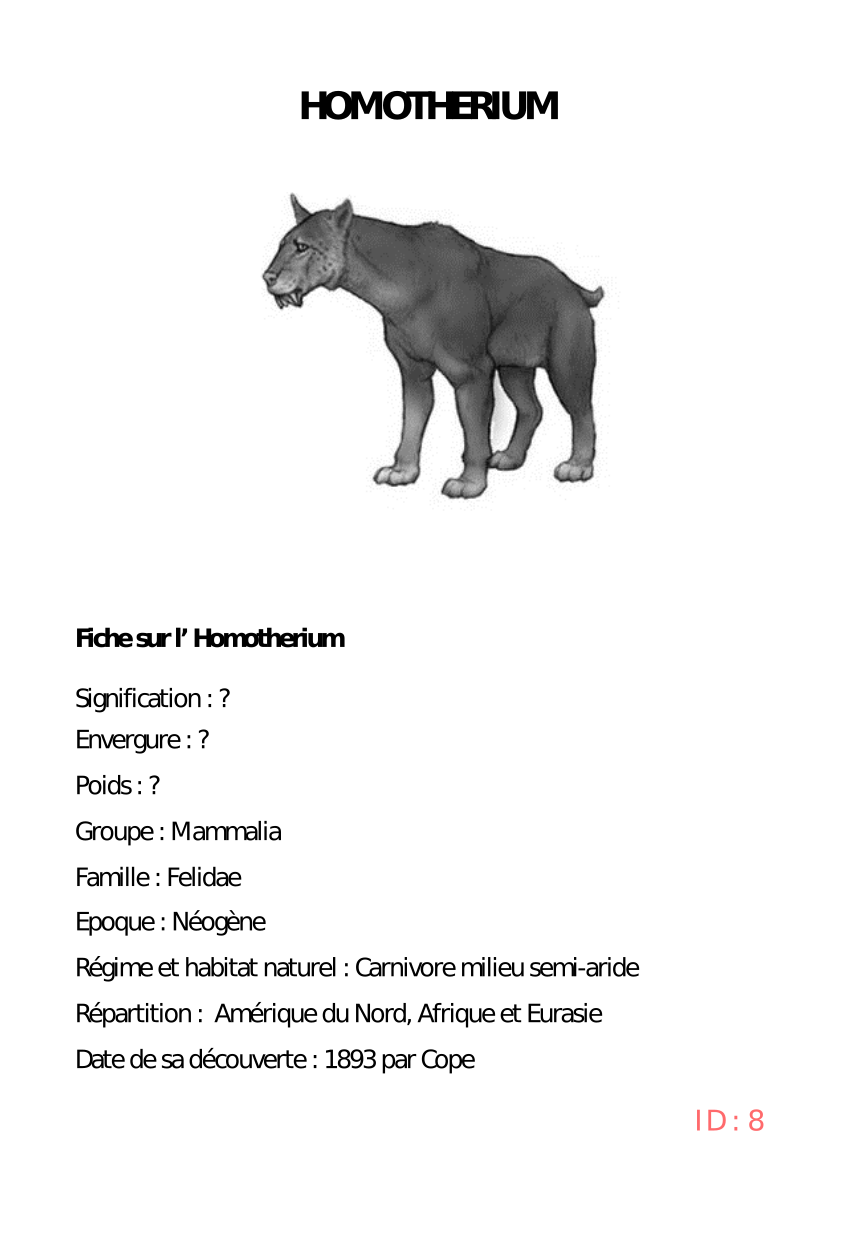 HOMOTHERIUM
Fiche sur l’ Homotherium
Signification : ?
Envergure : ?
Poids : ?
Groupe : Mammalia
Famille : Felidae
Epoque : Néogène
Régime et habitat naturel : Carnivore milieu semi-aride
Répartition :  Amérique du Nord, Afrique et Eurasie
Date de sa découverte : 1893 par Cope
ID : 8